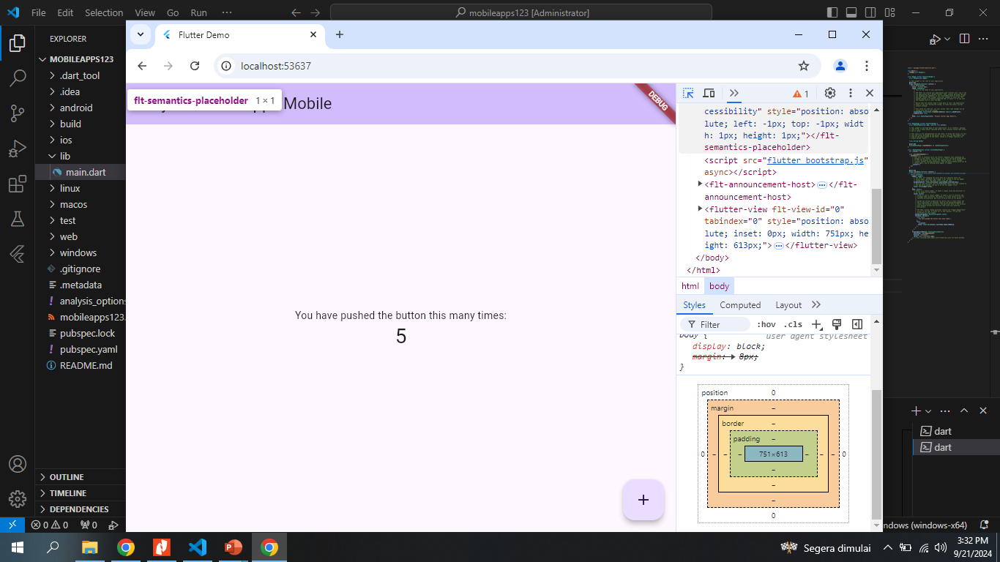 File Edit Selection View Go Run ···
mobileapps123 [Administrator]
EXPLORER
MOBILEAPPS123
.dart_tool
.idea
android
build
ios
lib
main.dart
linux
macos
test
web
windows
.gitignore
.metadata
analysis_options
mobileapps123.
pubspec.lock
pubspec.yaml
README.md
OUTLINE
TIMELINE
DEPENDENCIES
0 0 0
Flutter Demo
localhost:53637
flt-semantics-placeholder 1 × 1
Mobile
DEBUG
You have pushed the button this many times:
5
+
1
cessibility" style="position: abso
lute; left: -1px; top: -1px; widt
h: 1px; height: 1px;"></flt-
semantics-placeholder>
<script src="flutter_bootstrap.js"
async></script>
<flt-announcement-host>…</flt-
announcement-host>
<flutter-view flt-view-id="0"
tabindex="0" style="position: abso
lute; inset: 0px; width: 751px; he
ight: 613px;">…</flutter-view>
</body>
</html>
html body
Styles Computed Layout
Filter :hov .cls
body { user agent stylesheet
display: block;
margin: 8px;
}
position 0
margin –
border –
padding –
0 – – – 751×613 – – – 0
–
–
–
0
dart
dart
ndows (windows-x64)
Segera dimulai
3:32 PM
9/21/2024